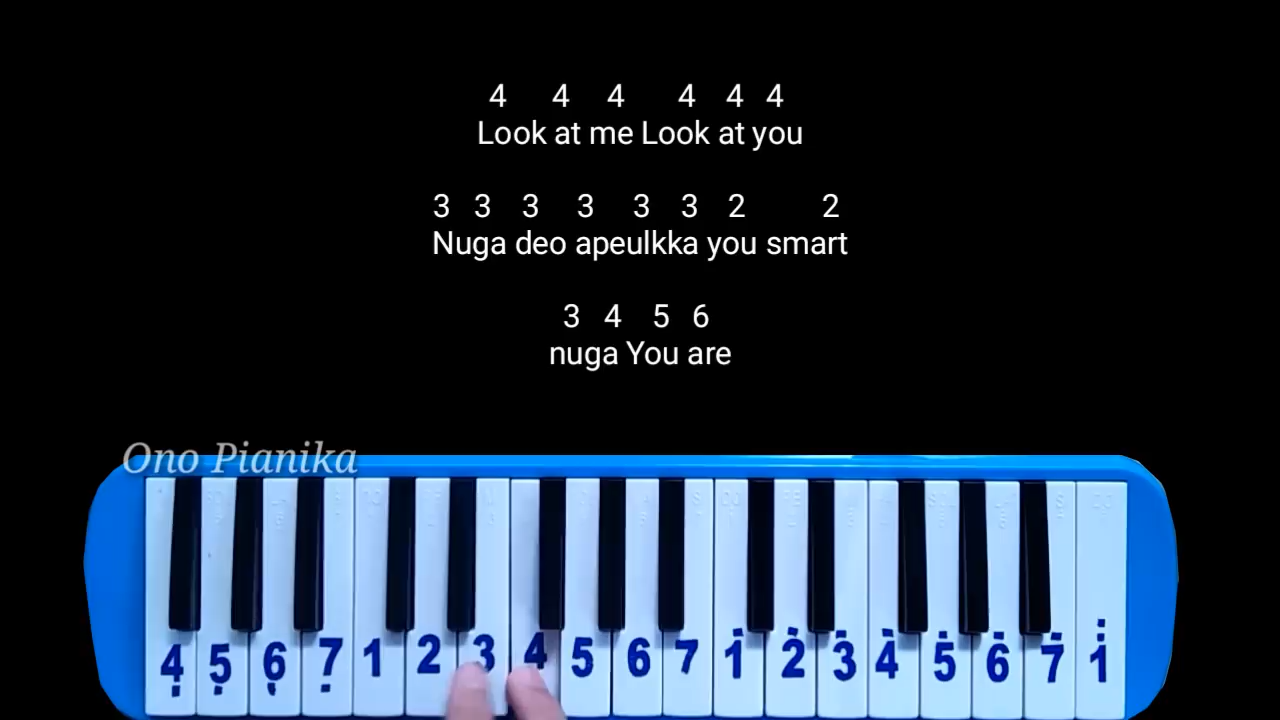 4 4 4 4 4 4
Look at me Look at you
3 3 3 3 3 3 2 2
Nuga deo apeulkka you smart
3 4 5 6
nuga You are
Ono Pianika
4 5 6 7 1 2 3 4 5 6 7 1 2 3 4 5 6 7 1